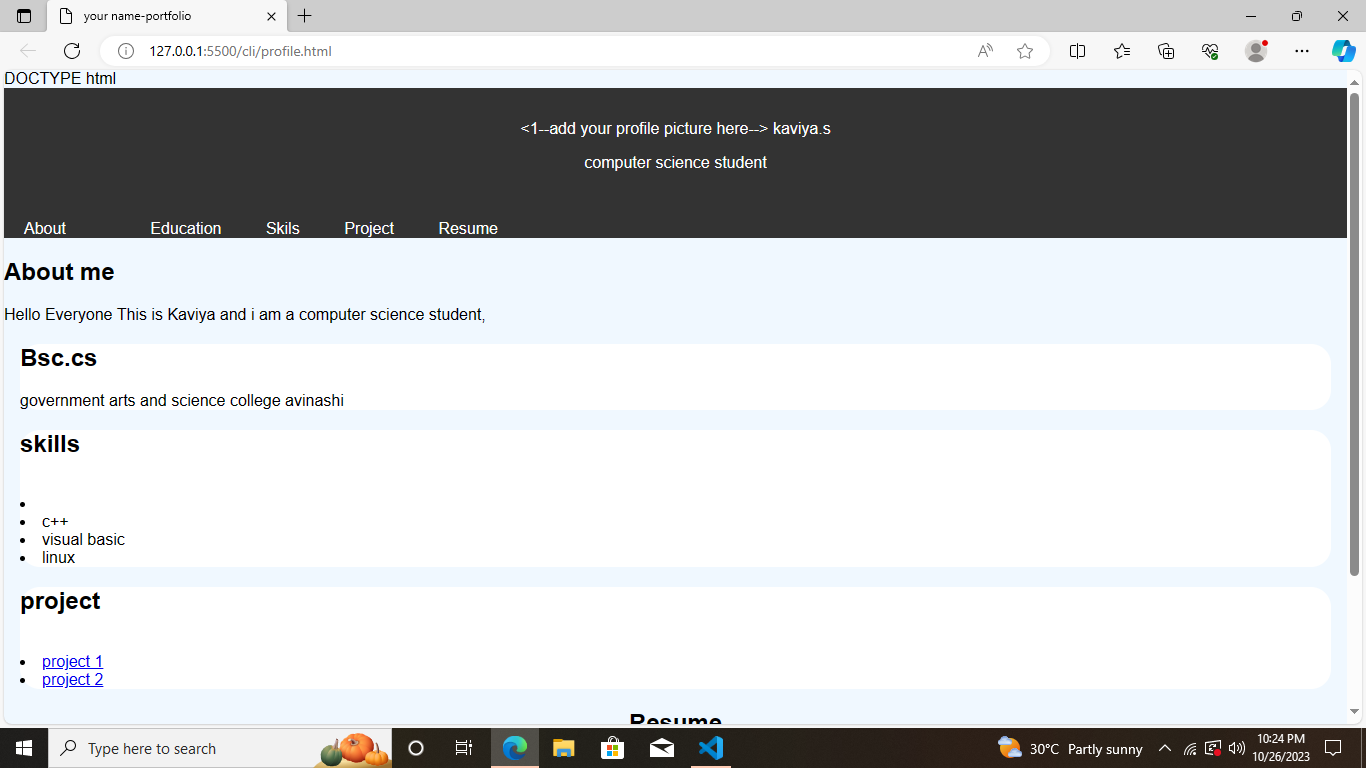 your name-portfolio
127.0.0.1:5500/cli/profile.html
DOCTYPE html
<1--add your profile picture here--> kaviya.s
computer science student
About Education Skils Project Resume
About me
Hello Everyone This is Kaviya and i am a computer science student,
Bsc.cs
government arts and science college avinashi
skills
c++
visual basic
linux
project
project 1
project 2
Resume
Type here to search
30°C Partly sunny
10:24 PM
10/26/2023